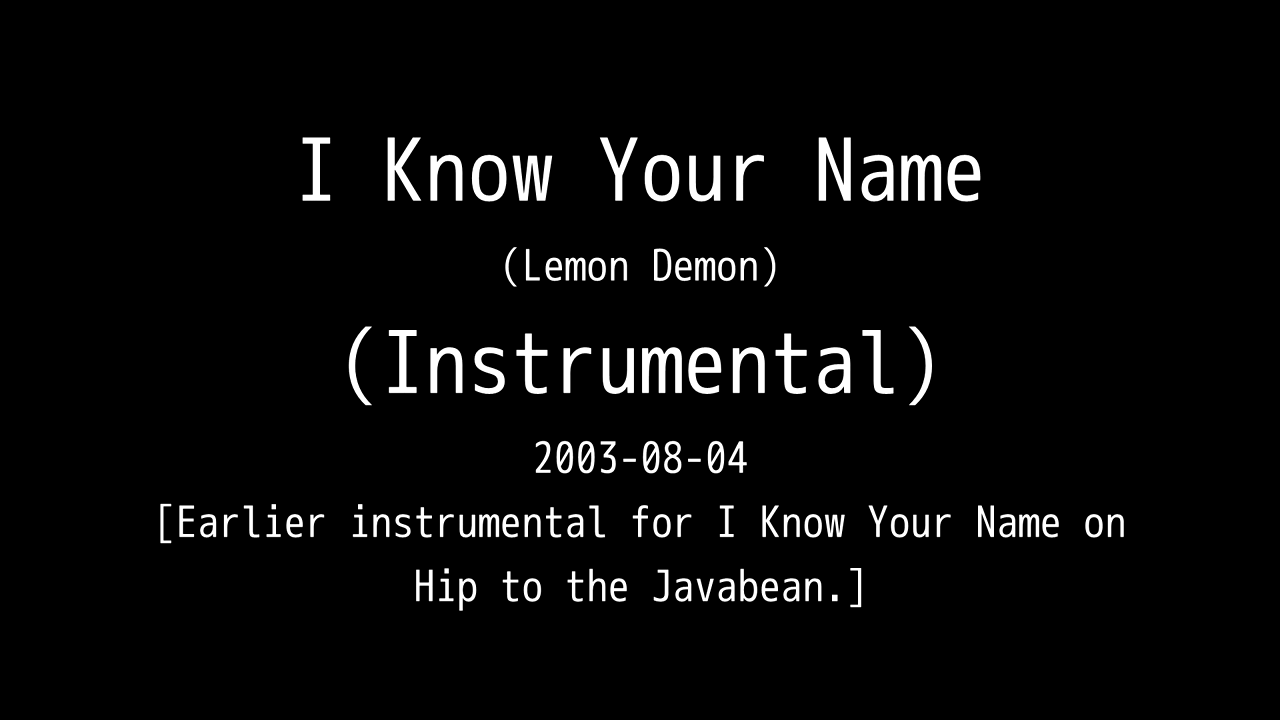 I Know Your Name
(Lemon Demon)
(Instrumental)
2003-08-04
[Earlier instrumental for I Know Your Name on
Hip to the Javabean.]